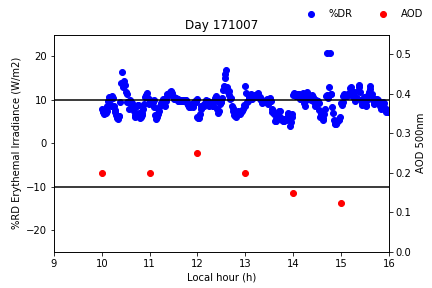 %DR AOD
Day 171007
%RD Erythemal Irradiance (W/m2)
20
10
0
−10
−20
0.5
0.4
0.3
0.2
0.1
0.0
AOD 500nm
9 10 11 12 13 14 15 16
Local hour (h)